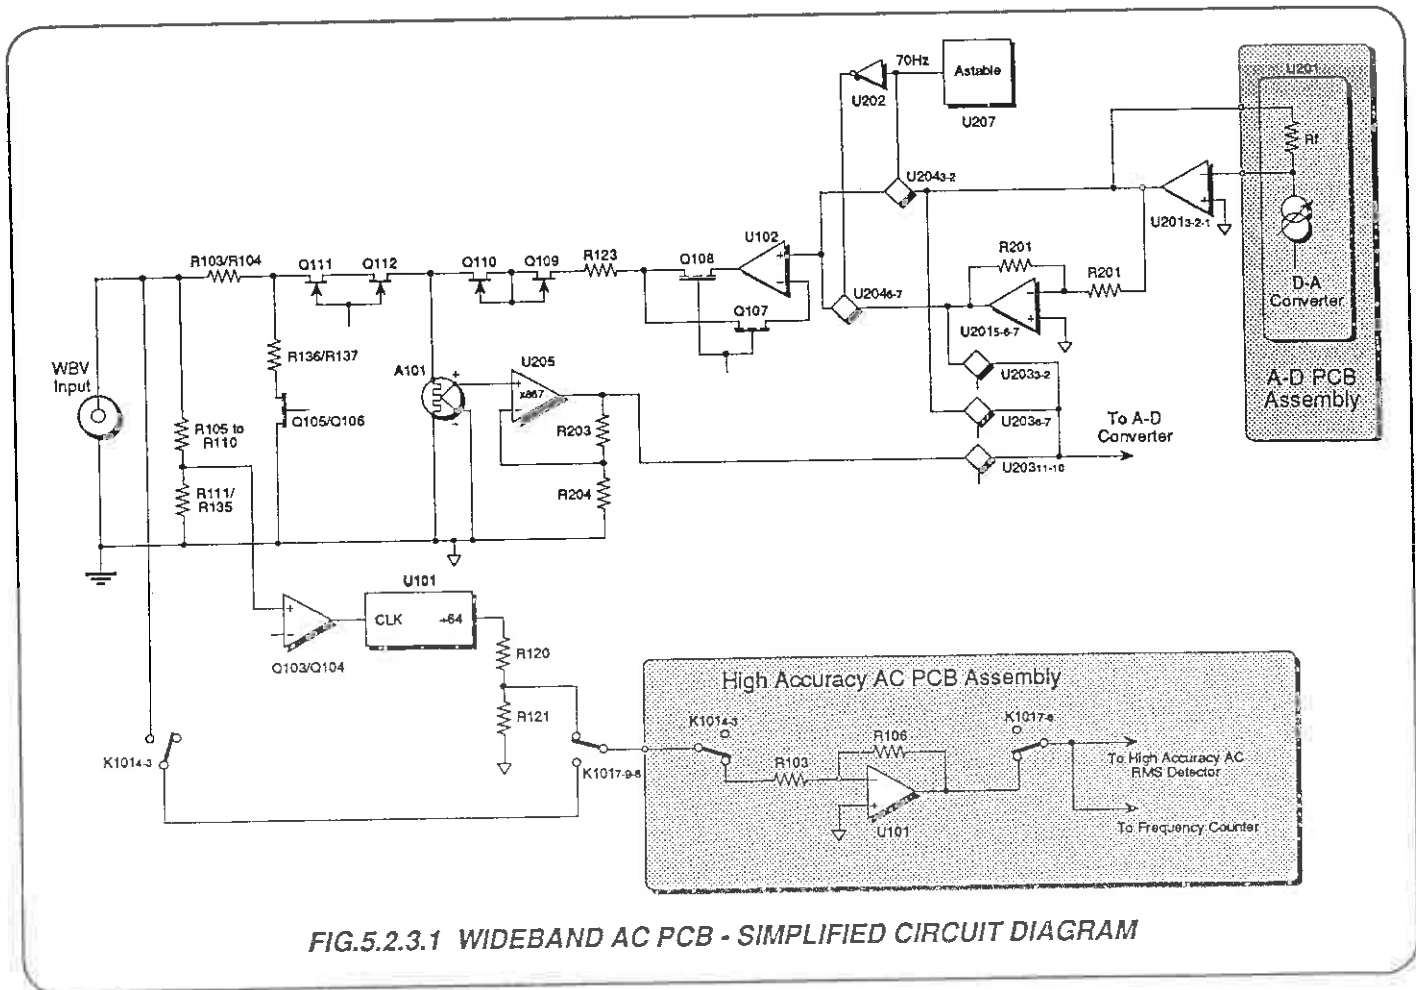 70Hz
Astable
U202
U207
U201
Rf
U2043-2
U2013-2-1
R103/R104
Q111
Q112
Q110
Q109
R123
Q108
U102
R201
R201
U2046-7
D-A
Converter
Q107
U2015-6-7
WBV
Input
R136/R137
A101
U205
x867
U2033-2
A-D PCB
Assembly
Q105/Q106
R105 to
R110
R203
U2036-7
To A-D
Converter
R111/
R135
R204
U20311-10
U101
CLK
÷64
Q103/Q104
R120
R121
High Accuracy AC PCB Assembly
K1014-3
K1017-8
K1014-3
R106
R103
To High Accuracy AC
RMS Detector
K1017-9-8
U101
To Frequency Counter
FIG.5.2.3.1 WIDEBAND AC PCB - SIMPLIFIED CIRCUIT DIAGRAM